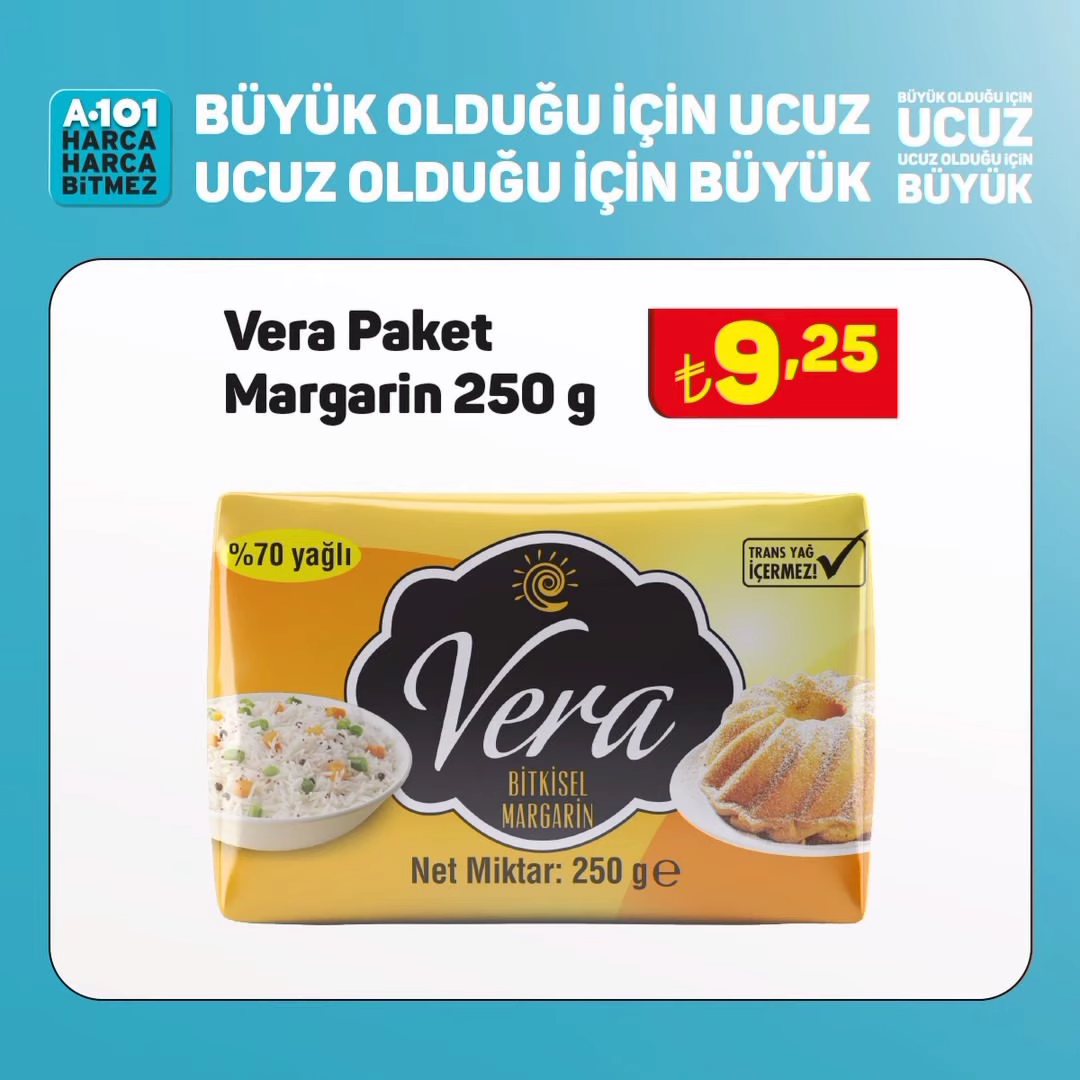 A101
HARCA
HARCA
BİTMEZ
BÜYÜK OLDUĞU İÇİN UCUZ
UCUZ OLDUĞU İÇİN BÜYÜK
BÜYÜK OLDUĞU İÇİN
UCUZ
UCUZ OLDUĞU İÇİN
BÜYÜK
Vera Paket
Margarin 250 g
₺9,25
%70 yağlı
TRANS YAĞ
İÇERMEZ!
Vera
BİTKİSEL
MARGARİN
Net Miktar: 250 g e